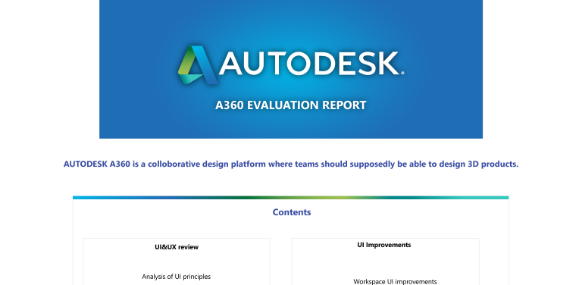 AUTODESK.
A360 EVALUATION REPORT
AUTODESK A360 is a colloborative design platform where teams should supposedly be able to design 3D products.
Contents
UI&UX review
Analysis of UI principles
UI Improvements
Workspace UI improvements